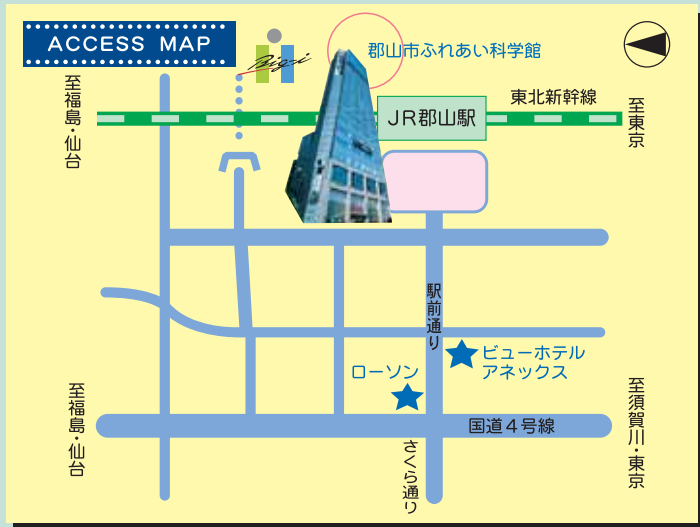 ACCESS MAP
Big-i
郡山市ふれあい科学館
至福島・仙台
東北新幹線
至東京
JR郡山駅
駅前通り
ビューホテル
アネックス
ローソン
至福島・仙台
国道4号線
至須賀川・東京
さくら通り